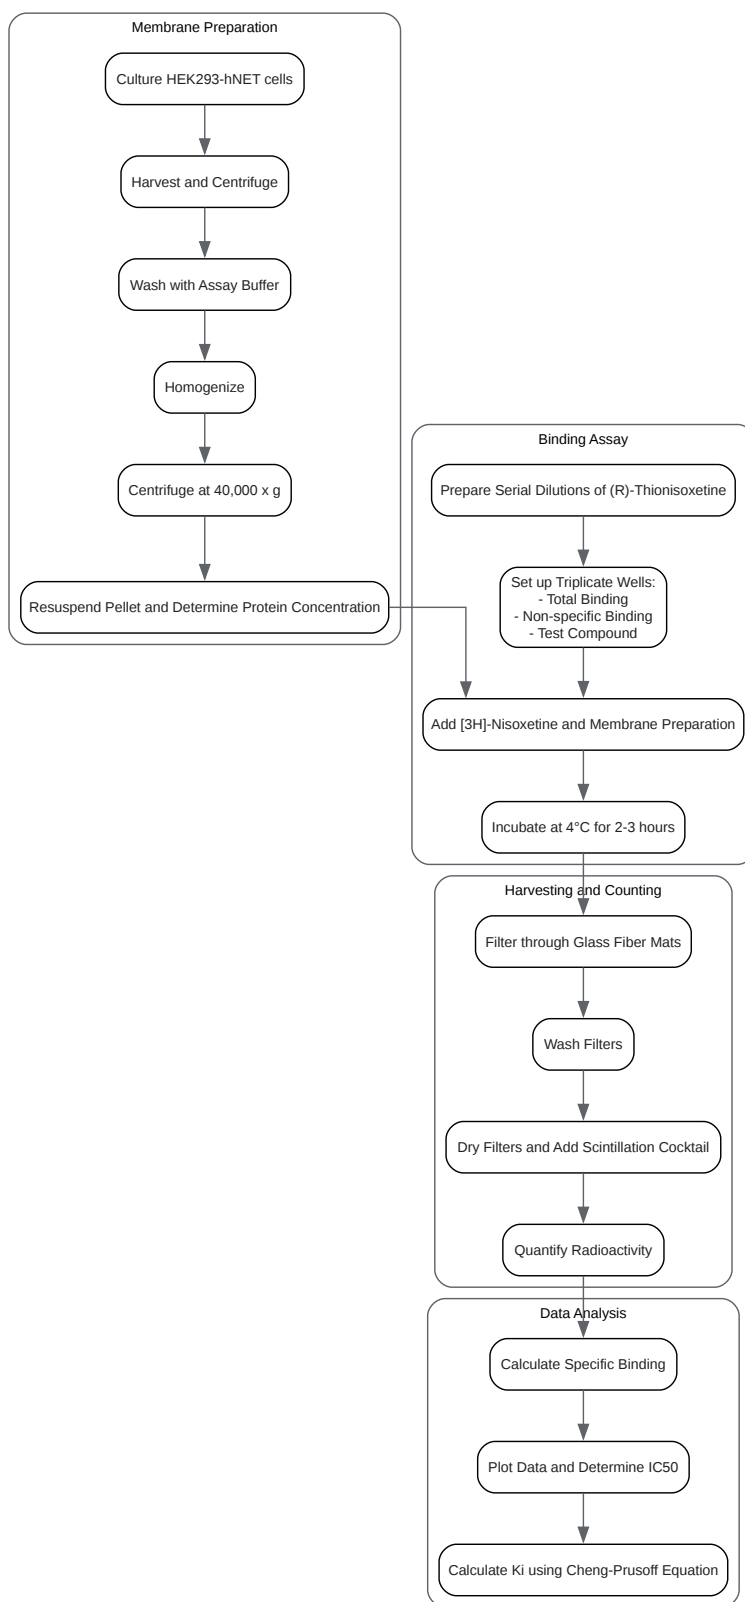 Membrane Preparation
Culture HEK293-hNET cells
Harvest and Centrifuge
Wash with Assay Buffer
Homogenize
Centrifuge at 40,000 x g
Resuspend Pellet and Determine Protein Concentration
Binding Assay
Prepare Serial Dilutions of (R)-Thionisoxetine
Set up Triplicate Wells:
- Total Binding
- Non-specific Binding
- Test Compound
Add [3H]-Nisoxetine and Membrane Preparation
Incubate at 4°C for 2-3 hours
Harvesting and Counting
Filter through Glass Fiber Mats
Wash Filters
Dry Filters and Add Scintillation Cocktail
Quantify Radioactivity
Data Analysis
Calculate Specific Binding
Plot Data and Determine IC50
Calculate Ki using Cheng-Prusoff Equation